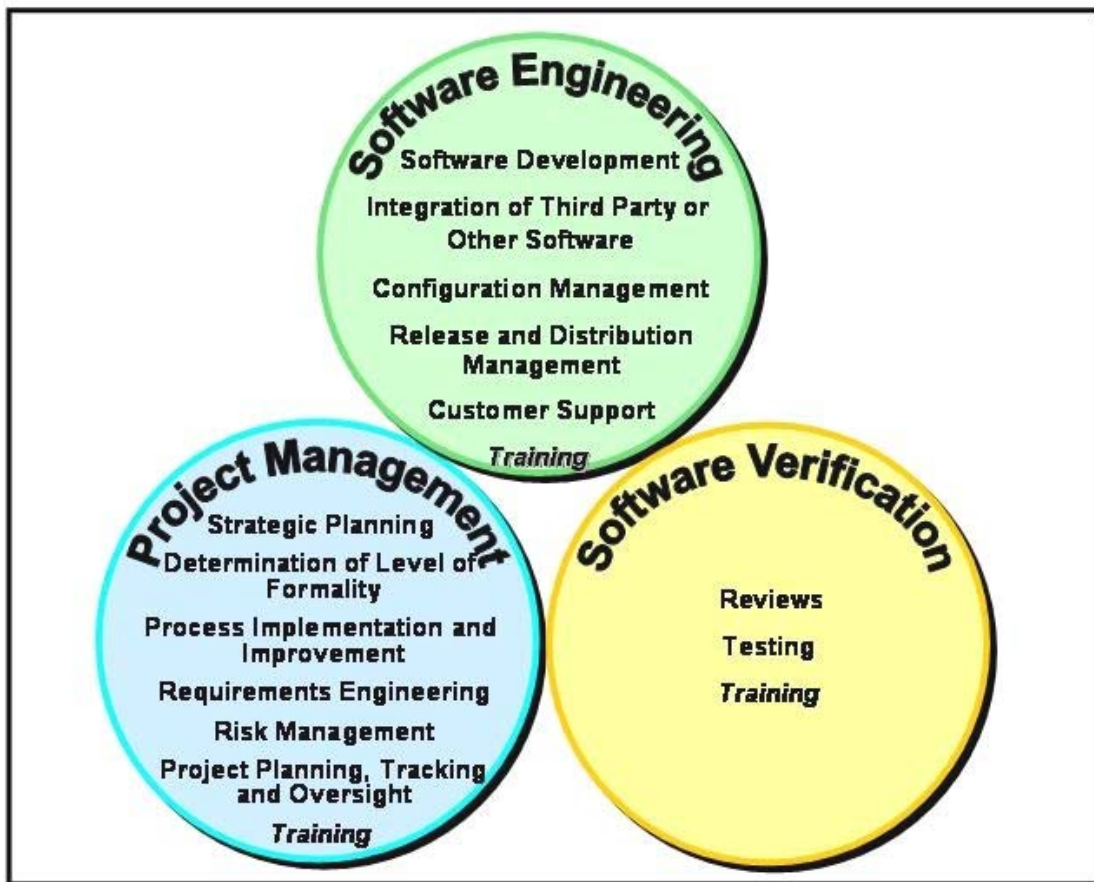 Software Engineering
Software Development
Integration of Third Party or
Other Software
Configuration Management
Release and Distribution
Management
Customer Support
Training
Project Management
Strategic Planning
Determination of Level of
Formality
Process Implementation and
Improvement
Requirements Engineering
Risk Management
Project Planning, Tracking
and Oversight
Training
Software Verification
Reviews
Testing
Training